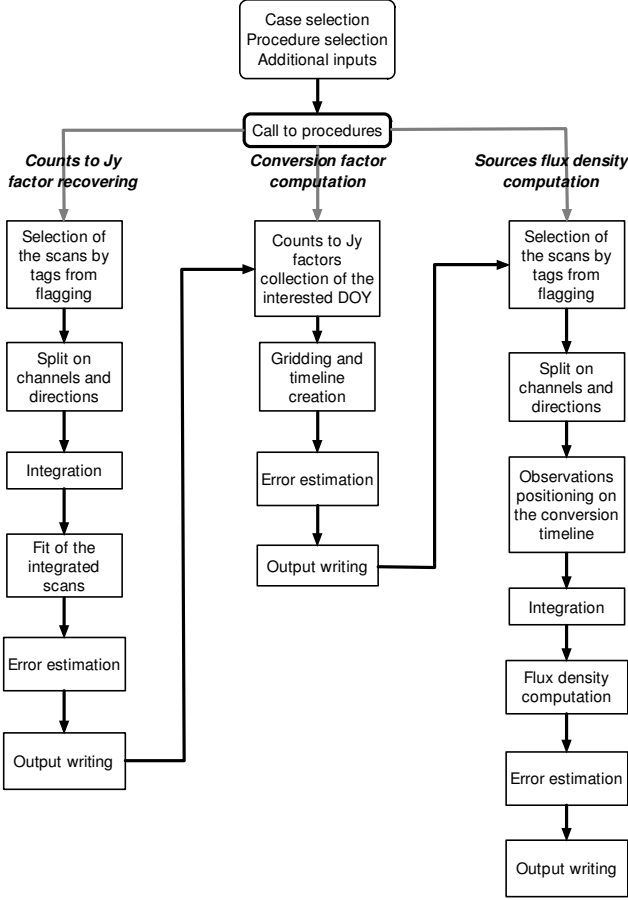 Case selection
Procedure selection
Additional inputs
Call to procedures
Counts to Jy
factor recovering
Selection of
the scans by
tags from
flagging
Split on
channels and
directions
Integration
Fit of the
integrated
scans
Error estimation
Output writing
Conversion factor
computation
Counts to Jy
factors
collection of the
interested DOY
Gridding and
timeline
creation
Error estimation
Output writing
Sources flux density
computation
Selection of
the scans by
tags from
flagging
Split on
channels and
directions
Observations
positioning on
the conversion
timeline
Integration
Flux density
computation
Error estimation
Output writing